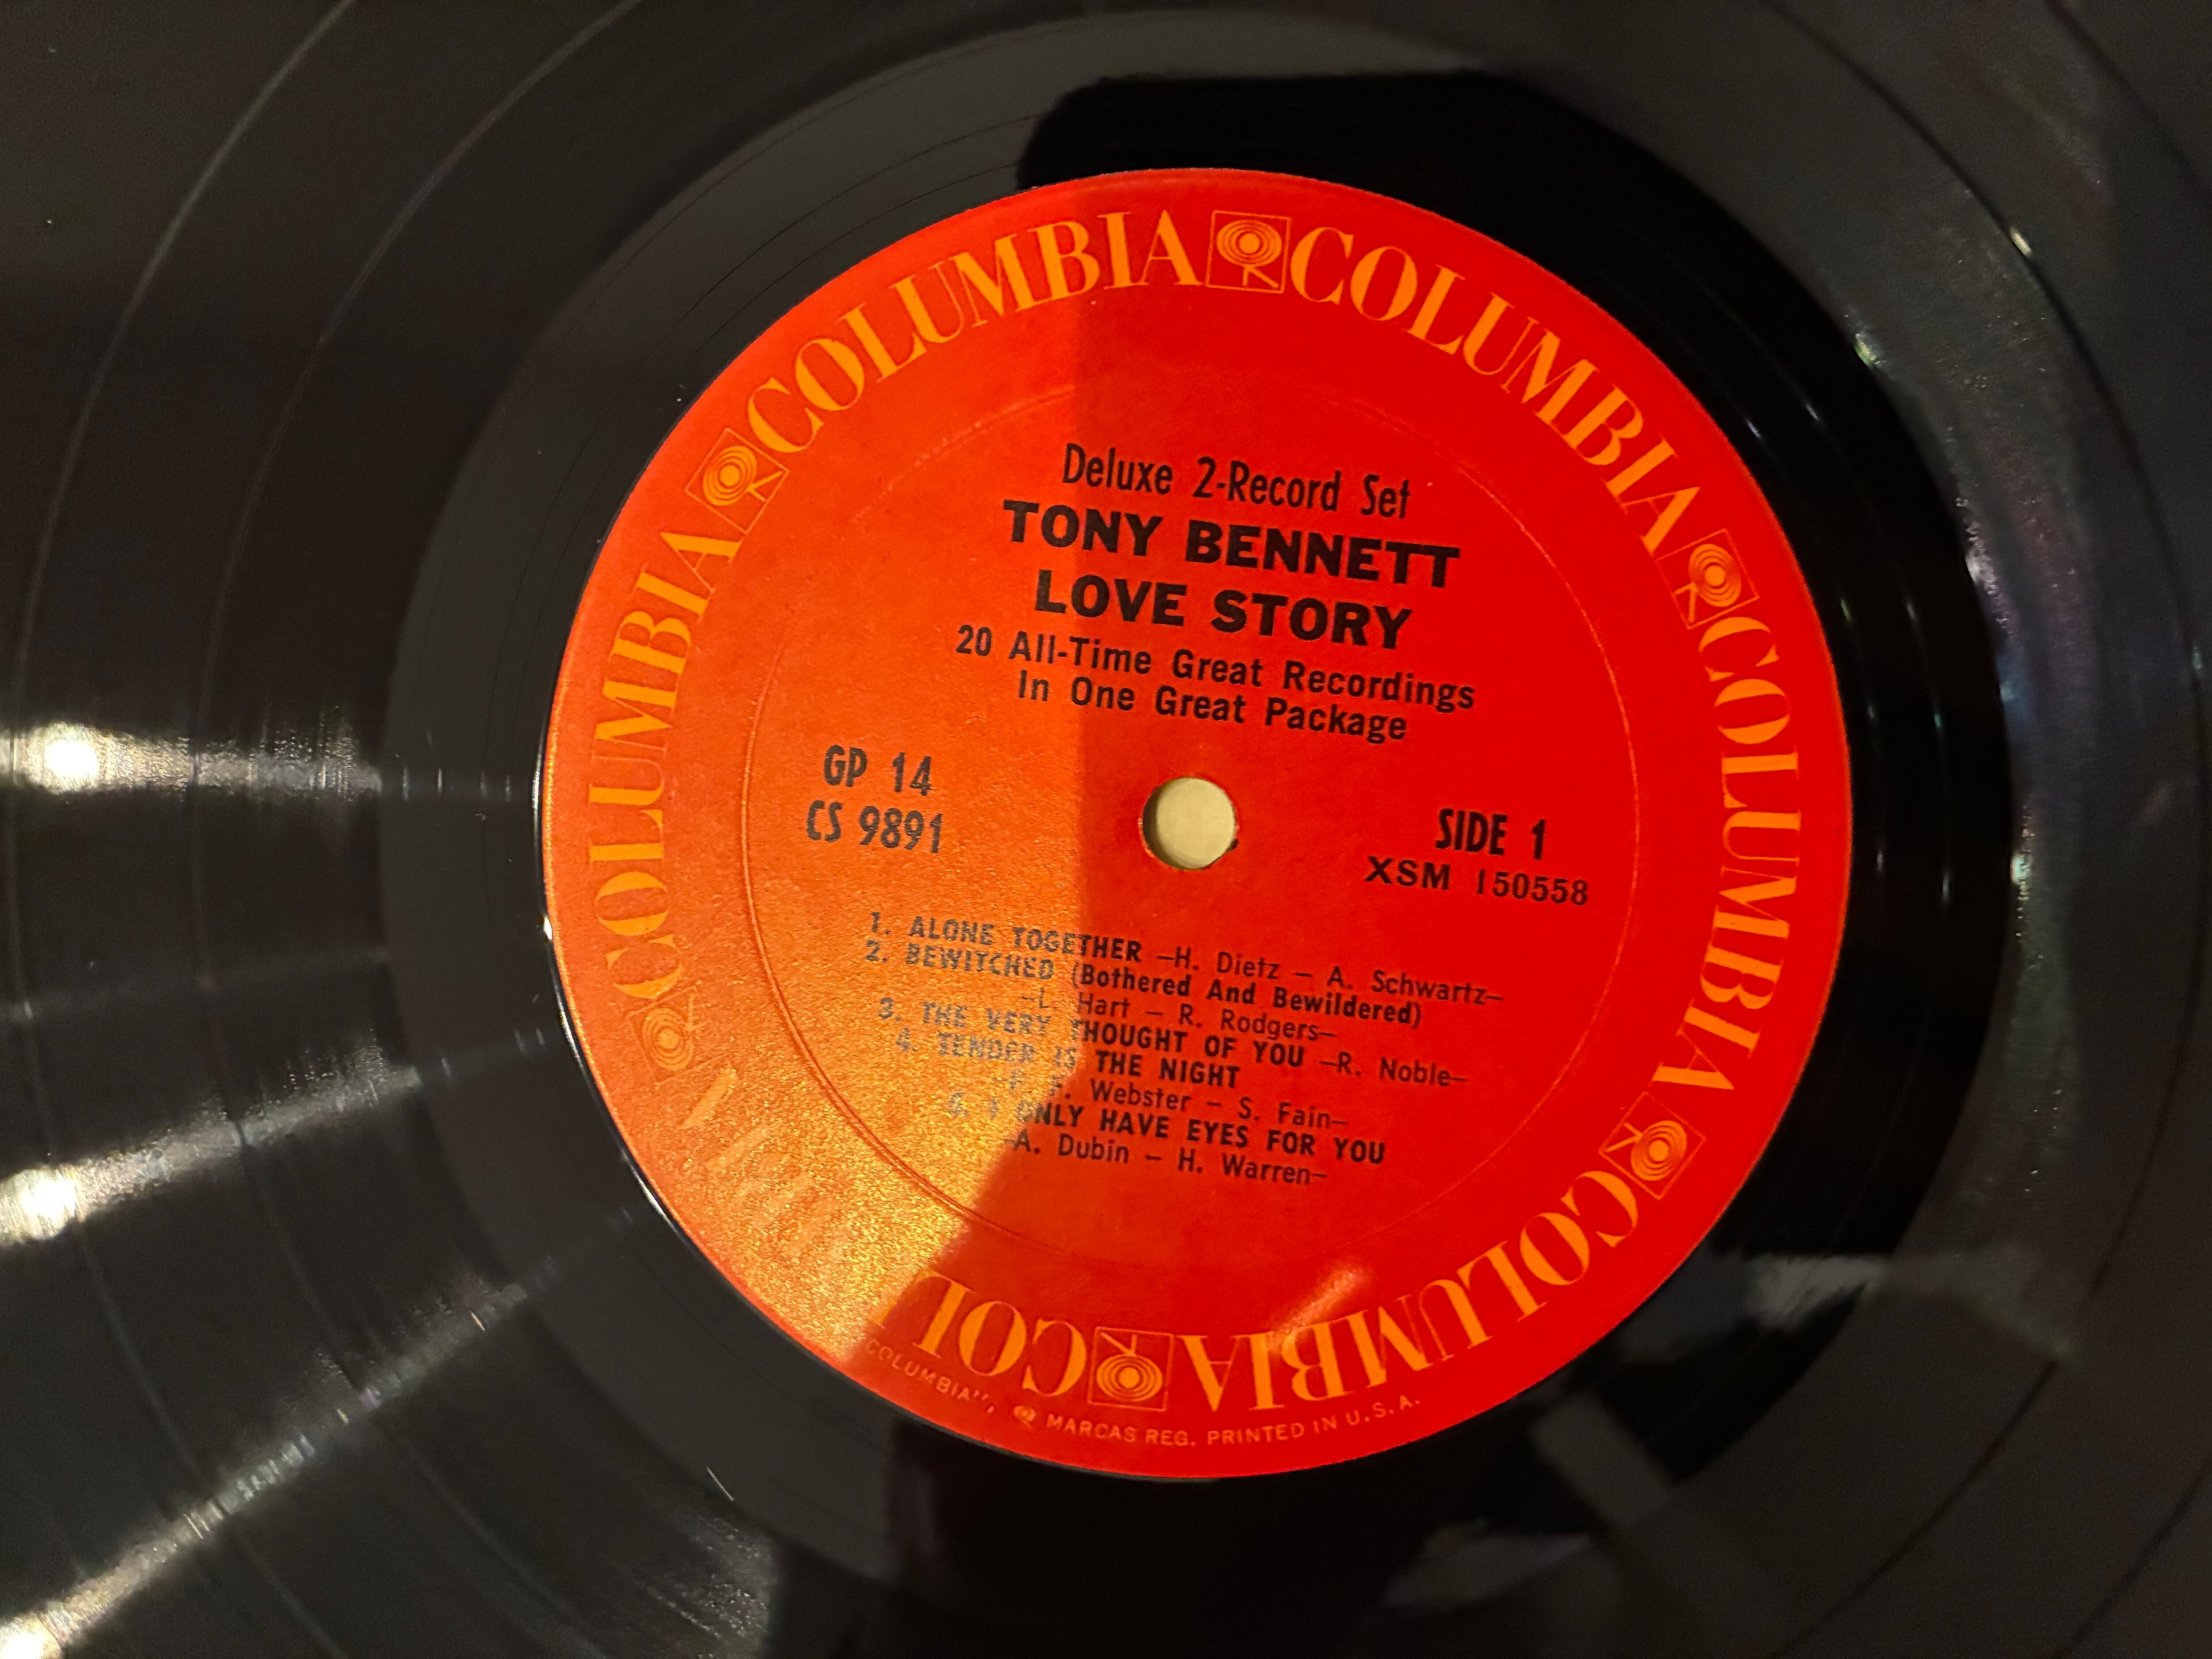 COLUMBIA COLUMBIA COLUMBIA COLUMBIA COLUMBIA COL COLUMBIA
Deluxe 2-Record Set
TONY BENNETT
LOVE STORY
20 All-Time Great Recordings
In One Great Package
GP 14
CS 9891
SIDE 1
XSM 150558
1. ALONE TOGETHER —H. Dietz — A. Schwartz—
2. BEWITCHED (Bothered And Bewildered)
—L. Hart — R. Rodgers—
3. THE VERY THOUGHT OF YOU —R. Noble—
4. TENDER IS THE NIGHT
Webster — S. Fain—
5. I ONLY HAVE EYES FOR YOU
—A. Dubin — H. Warren—
COLUMBIA", MARCAS REG. PRINTED IN U.S.A.